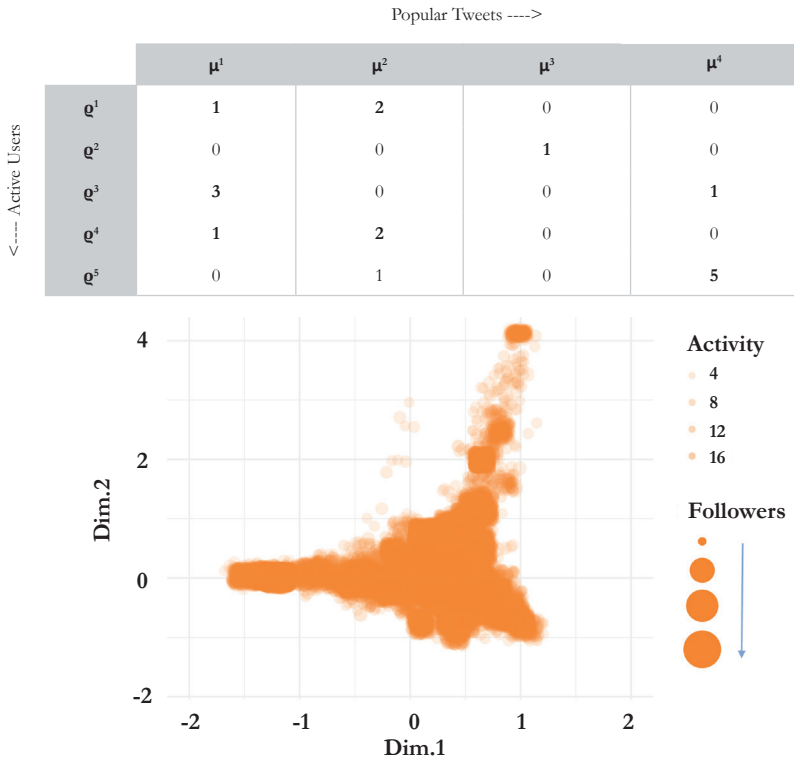 Popular Tweets ---->
<---- Active Users
μ¹ μ² μ³ μ⁴
ϱ¹ 1 2 0 0
ϱ² 0 0 1 0
ϱ³ 3 0 0 1
ϱ⁴ 1 2 0 0
ϱ⁵ 0 1 0 5
4
2
0
-2
Dim.2
-2 -1 0 1 2
Dim.1
Activity
4
8
12
16
Followers